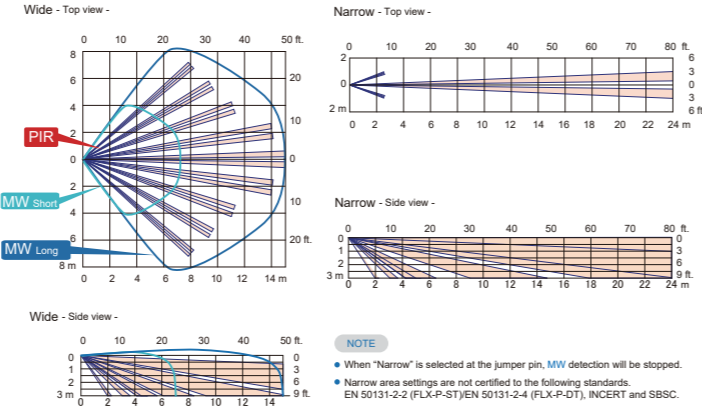 Wide - Top view -
0 10 20 30 40 50 ft.
8
6
4
2
0
2
4
6
8 m
20
10
0
10
20 ft.
0 2 4 6 8 10 12 14 m
PIR
MW Short
MW Long
Wide - Side view -
0 10 20 30 40 50 ft.
0
1
2
3 m
0
3
6
9 ft.
0 2 4 6 8 10 12 14 m
Narrow - Top view -
0 10 20 30 40 50 60 70 80 ft.
2
0
2 m
6
3
0
3
6 ft
0 2 4 6 8 10 12 14 16 18 20 22 24 m
Narrow - Side view -
0 10 20 30 40 50 60 70 80 ft.
0
1
2
3 m
0
3
6
9 ft.
0 2 4 6 8 10 12 14 16 18 20 22 24 m
NOTE
• When “Narrow” is selected at the jumper pin, MW detection will be stopped.
• Narrow area settings are not certified to the following standards.
EN 50131-2-2 (FLX-P-ST)/EN 50131-2-4 (FLX-P-DT), INCERT and SBSC.